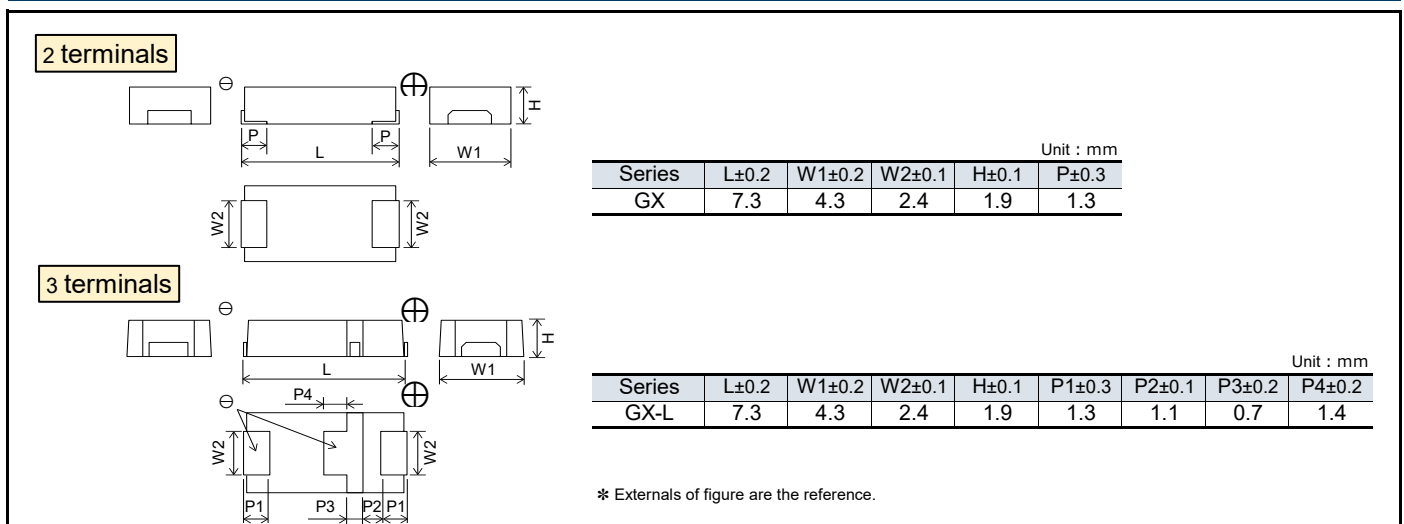 2 terminals
⊖ ⊕
H
P P
L W1
Unit : mm
Series L±0.2 W1±0.2 W2±0.1 H±0.1 P±0.3
GX 7.3 4.3 2.4 1.9 1.3
W2 W2
3 terminals
⊖ ⊕
H
L W1
Unit : mm
P4
⊖ ⊕
Series L±0.2 W1±0.2 W2±0.1 H±0.1 P1±0.3 P2±0.1 P3±0.2 P4±0.2
GX-L 7.3 4.3 2.4 1.9 1.3 1.1 0.7 1.4
W2 W2
✻ Externals of figure are the reference.
P1 P3 P2 P1